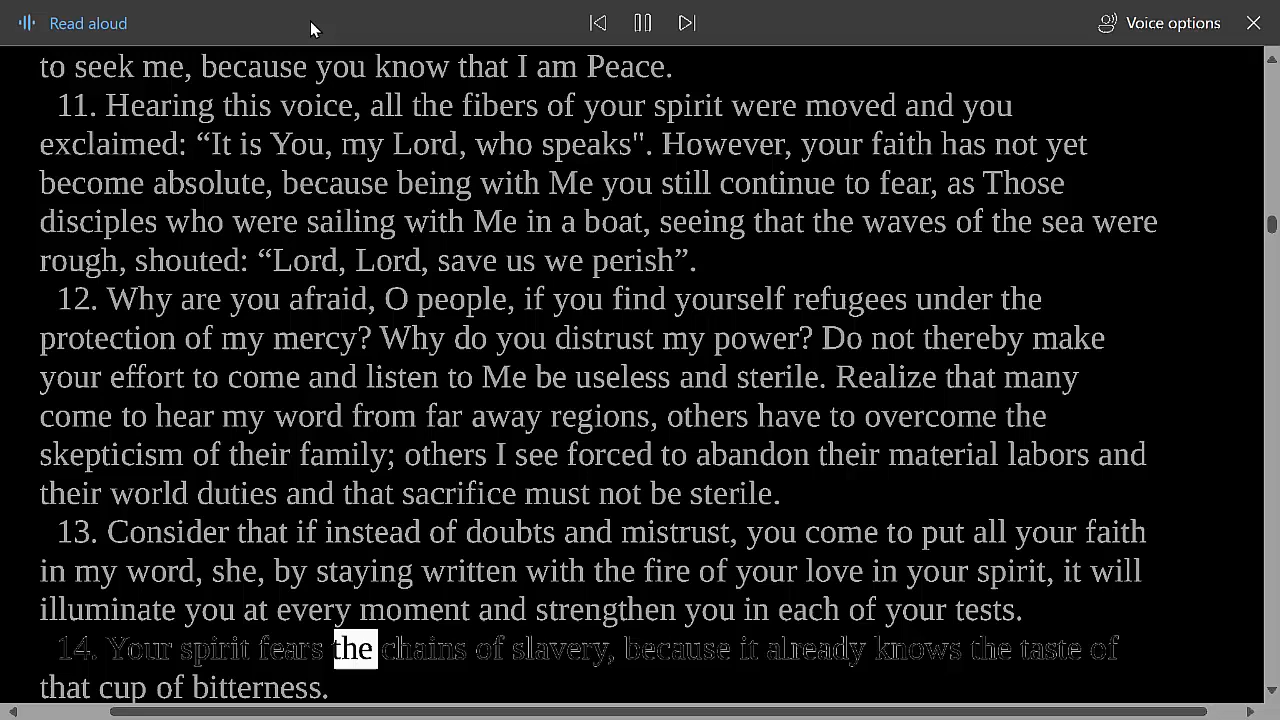 Read aloud
Voice options
to seek me, because you know that I am Peace.
11. Hearing this voice, all the fibers of your spirit were moved and you
exclaimed: “It is You, my Lord, who speaks". However, your faith has not yet
become absolute, because being with Me you still continue to fear, as Those
disciples who were sailing with Me in a boat, seeing that the waves of the sea were
rough, shouted: “Lord, Lord, save us we perish”.
12. Why are you afraid, O people, if you find yourself refugees under the
protection of my mercy? Why do you distrust my power? Do not thereby make
your effort to come and listen to Me be useless and sterile. Realize that many
come to hear my word from far away regions, others have to overcome the
skepticism of their family; others I see forced to abandon their material labors and
their world duties and that sacrifice must not be sterile.
13. Consider that if instead of doubts and mistrust, you come to put all your faith
in my word, she, by staying written with the fire of your love in your spirit, it will
illuminate you at every moment and strengthen you in each of your tests.
14. Your spirit fears the chains of slavery, because it already knows the taste of
that cup of bitterness.